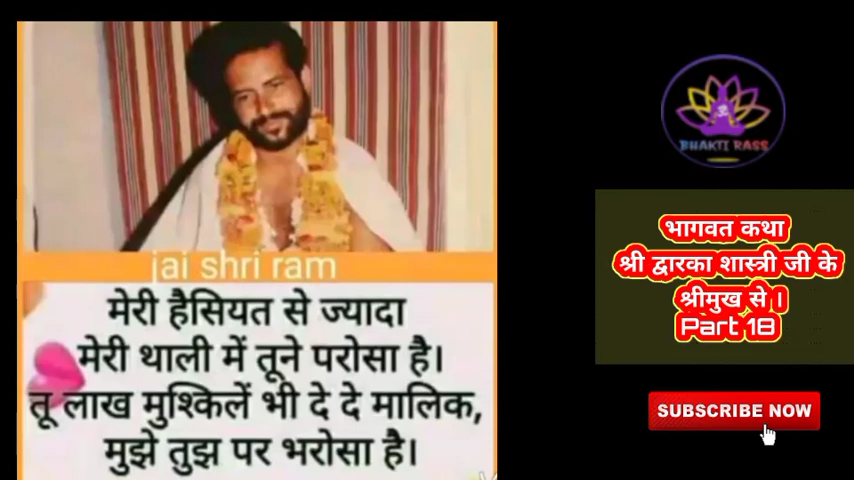 jai shri ram
मेरी हैसियत से ज्यादा
मेरी थाली में तूने परोसा है।
तू लाख मुश्किलें भी दे दे मालिक,
मुझे तुझ पर भरोसा है।
BHAKTI RASS
भागवत कथा
श्री द्वारका शास्त्री जी के
श्रीमुख से ।
Part 18
SUBSCRIBE NOW